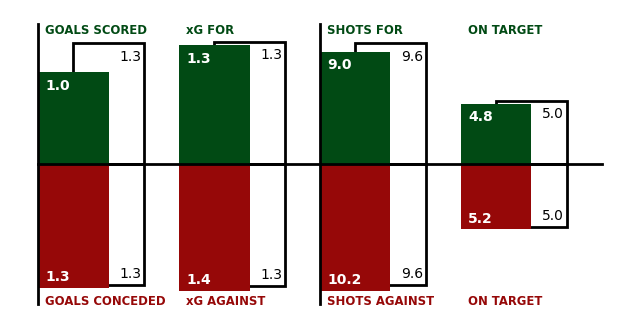 GOALS SCORED xG FOR SHOTS FOR ON TARGET
1.0 1.3 1.3 1.3 9.0 9.6 4.8 5.0
1.3 1.3 1.4 1.3 10.2 9.6 5.2 5.0
GOALS CONCEDED xG AGAINST SHOTS AGAINST ON TARGET